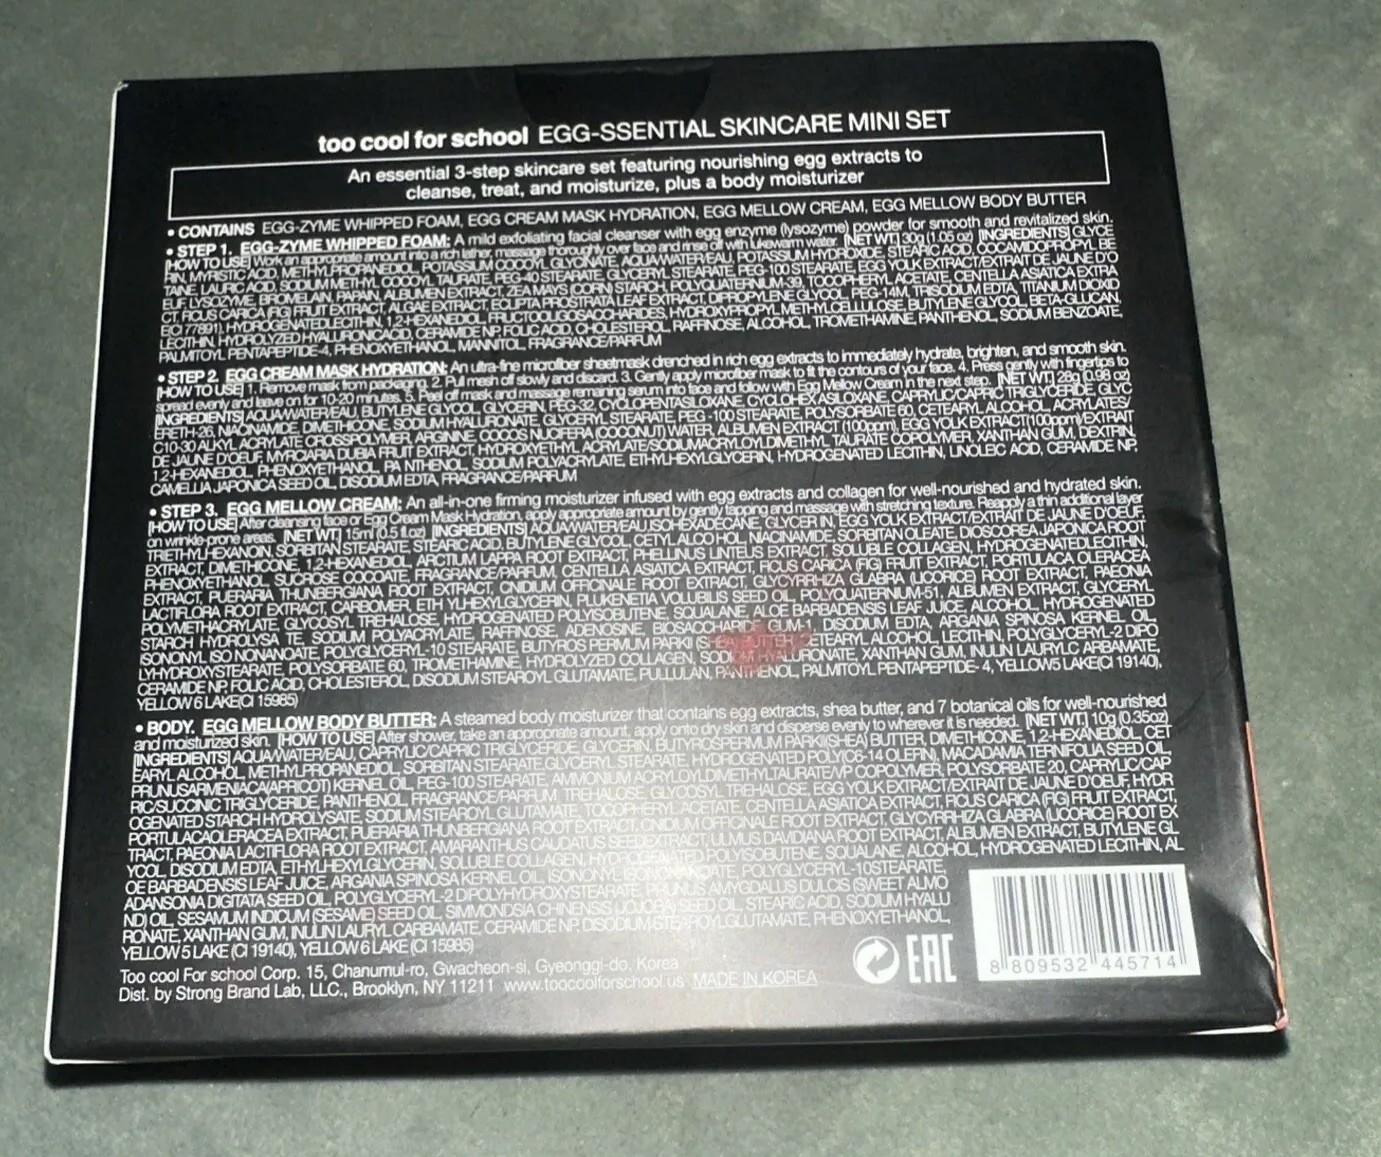 too cool for school EGG-SSENTIAL SKINCARE MINI SET
An essential 3-step skincare set featuring nourishing egg extracts to
cleanse, treat, and moisturize, plus a body moisturizer
• CONTAINS EGG-ZYME WHIPPED FOAM, EGG CREAM MASK HYDRATION, EGG MELLOW CREAM, EGG MELLOW BODY BUTTER
• STEP 1. EGG-ZYME WHIPPED FOAM: A mild exfoliating facial cleanser with egg enzyme (lysozyme) powder for smooth and revitalized skin.
[HOW TO USE] Work an appropriate amount into a rich lather, massage thoroughly over face and rinse off with lukewarm water. [NET WT.] 30g (1.05 oz) [INGREDIENTS] GLYCE
RIN, MYRISTIC ACID, METHYLPROPANEDIOL, POTASSIUM COCOYL GLYCINATE, AQUA/WATER/EAU, POTASSIUM HYDROXIDE, STEARIC ACID, COCAMIDOPROPYL BE
TAINE, LAURIC ACID, SODIUM METHYL COCOYL TAURATE, PEG-40 STEARATE, GLYCERYL STEARATE, PEG-100 STEARATE, EGG YOLK EXTRACT/EXTRAIT DE JAUNE D'O
EUF, LYSOZYME, BROMELAIN, PAPAIN, ALBUMEN EXTRACT, ZEA MAYS (CORN) STARCH, POLYQUATERNIUM-39, TOCOPHERYL ACETATE, CENTELLA ASIATICA EXTRA
CT, FICUS CARICA (FIG) FRUIT EXTRACT, ALGAE EXTRACT, ECLIPTA PROSTRATA LEAF EXTRACT, DIPROPYLENE GLYCOL, PEG-14M, TRISODIUM EDTA, TITANIUM DIOXID
E(CI 77891), HYDROGENATEDLECITHIN, 1,2-HEXANEDIOL, FRUCTOOLIGOSACCHARIDES, HYDROXYPROPYL METHYLCELLULOSE, BUTYLENE GLYCOL, BETA-GLUCAN,
LECITHIN, HYDROLYZED HYALURONIC ACID, CERAMIDE NP, FOLIC ACID, CHOLESTEROL, RAFFINOSE, ALCOHOL, TROMETHAMINE, PANTHENOL, SODIUM BENZOATE,
PALMITOYL PENTAPEPTIDE-4, PHENOXYETHANOL, MANNITOL, FRAGRANCE/PARFUM
• STEP 2. EGG CREAM MASK HYDRATION: An ultra-fine microfiber sheetmask drenched in rich egg extracts to immediately hydrate, brighten, and smooth skin.
[HOW TO USE] 1. Remove mask from packaging. 2. Pull mesh off slowly and discard. 3. Gently apply microfiber mask to fit the contours of your face. 4. Press gently with fingertips to
spread evenly and leave on for 10-20 minutes. 5. Peel off mask and massage remaining serum into face and follow with Egg Mellow Cream in the next step. [NET WT.] 28g (0.98 oz)
[INGREDIENTS] AQUA/WATER/EAU, BUTYLENE GLYCOL, GLYCERIN, PEG-32, CYCLOPENTASILOXANE, CYCLOHEXASILOXANE, CAPRYLIC/CAPRIC TRIGLYCERIDE, GLYC
ERETH-26, NIACINAMIDE, DIMETHICONE, SODIUM HYALURONATE, GLYCERYL STEARATE, PEG -100 STEARATE, POLYSORBATE 60, CETEARYL ALCOHOL, ACRYLATES/
C10-30 ALKYL ACRYLATE CROSSPOLYMER, ARGININE, COCOS NUCIFERA (COCONUT) WATER, ALBUMEN EXTRACT (100ppm), EGG YOLK EXTRACT(100ppm)/EXTRAIT
DE JAUNE D'OEUF, MYRCIARIA DUBIA FRUIT EXTRACT, HYDROXYETHYL ACRYLATE/SODIUMACRYLOYLDIMETHYL TAURATE COPOLYMER, XANTHAN GUM, DEXTRIN,
1,2-HEXANEDIOL, PHENOXYETHANOL, PA NTHENOL, SODIUM POLYACRYLATE, ETHYLHEXYLGLYCERIN, HYDROGENATED LECITHIN, LINOLEIC ACID, CERAMIDE NP,
CAMELLIA JAPONICA SEED OIL, DISODIUM EDTA, FRAGRANCE/PARFUM
• STEP 3. EGG MELLOW CREAM: An all-in-one firming moisturizer infused with egg extracts and collagen for well-nourished and hydrated skin.
[HOW TO USE] After cleansing face or Egg Cream Mask Hydration, apply appropriate amount by gently tapping and massage with stretching texture. Reapply a thin additional layer
on wrinkle-prone areas. [NET WT.] 15ml (0.5 fl.oz) [INGREDIENTS] AQUA/WATER/EAU,ISOHEXADECANE, GLYCER IN, EGG YOLK EXTRACT/EXTRAIT DE JAUNE D'OEUF,
TRIETHYLHEXANOIN, SORBITAN STEARATE, STEARIC ACID, BUTYLENE GLYCOL, CETYL ALCO HOL, NIACINAMIDE, SORBITAN OLEATE, DIOSCOREA JAPONICA ROOT
EXTRACT, DIMETHICONE, 1,2-HEXANEDIOL, ARCTIUM LAPPA ROOT EXTRACT, PHELLINUS LINTEUS EXTRACT, SOLUBLE COLLAGEN, HYDROGENATEDLECITHIN,
PHENOXYETHANOL, SUCROSE COCOATE, FRAGRANCE/PARFUM, CENTELLA ASIATICA EXTRACT, FICUS CARICA (FIG) FRUIT EXTRACT, PORTULACA OLERACEA
EXTRACT, PUERARIA THUNBERGIANA ROOT EXTRACT, CNIDIUM OFFICINALE ROOT EXTRACT, GLYCYRRHIZA GLABRA (LICORICE) ROOT EXTRACT, PAEONIA
LACTIFLORA ROOT EXTRACT, CARBOMER, ETH YLHEXYLGLYCERIN, PLUKENETIA VOLUBILIS SEED OIL, POLYQUATERNIUM-51, ALBUMEN EXTRACT, GLYCERYL
POLYMETHACRYLATE, GLYCOSYL TREHALOSE, HYDROGENATED POLYISOBUTENE, SQUALANE, ALOE BARBADENSIS LEAF JUICE, ALCOHOL, HYDROGENATED
STARCH HYDROLYSA TE, SODIUM POLYACRYLATE, RAFFINOSE, ADENOSINE, BIOSACCHARIDE GUM-1, DISODIUM EDTA, ARGANIA SPINOSA KERNEL OIL,
ISONONYL ISO NONANOATE, POLYGLYCERYL-10 STEARATE, BUTYROS PERMUM PARKII (SHEA) BUTTER, CETEARYL ALCOHOL, LECITHIN, POLYGLYCERYL-2 DIPO
LYHYDROXYSTEARATE, POLYSORBATE 60, TROMETHAMINE, HYDROLYZED COLLAGEN, SODIUM HYALURONATE, XANTHAN GUM, INULIN LAURYLC ARBAMATE,
CERAMIDE NP, FOLIC ACID, CHOLESTEROL, DISODIUM STEAROYL GLUTAMATE, PULLULAN, PANTHENOL, PALMITOYL PENTAPEPTIDE- 4, YELLOW5 LAKE(CI 19140),
YELLOW 6 LAKE(CI 15985)
• BODY. EGG MELLOW BODY BUTTER: A steamed body moisturizer that contains egg extracts, shea butter, and 7 botanical oils for well-nourished
and moisturized skin. [HOW TO USE] After shower, take an appropriate amount, apply onto dry skin and disperse evenly to wherever it is needed. [NET WT.] 10g (0.35oz)
[INGREDIENTS] AQUA/WATER/EAU, CAPRYLIC/CAPRIC TRIGLYCERIDE, GLYCERIN, BUTYROSPERMUM PARKII(SHEA) BUTTER, DIMETHICONE, 1,2-HEXANEDIOL, CET
EARYL ALCOHOL, METHYLPROPANEDIOL, SORBITAN STEARATE,GLYCERYL STEARATE, HYDROGENATED POLY(C6-14 OLEFIN), MACADAMIA TERNIFOLIA SEED OIL,
PRUNUSARMENIACA(APRICOT) KERNEL OIL, PEG-100 STEARATE, AMMONIUM ACRYLOYLDIMETHYLTAURATE/VP COPOLYMER, POLYSORBATE 20, CAPRYLIC/CAP
RIC/SUCCINIC TRIGLYCERIDE, PANTHENOL, FRAGRANCE/PARFUM, TREHALOSE, GLYCOSYL TREHALOSE, EGG YOLK EXTRACT/EXTRAIT DE JAUNE D'OEUF, HYDR
OGENATED STARCH HYDROLYSATE, SODIUM STEAROYL GLUTAMATE, TOCOPHERYL ACETATE, CENTELLA ASIATICA EXTRACT, FICUS CARICA (FIG) FRUIT EXTRACT,
PORTULACAOLERACEA EXTRACT, PUERARIA THUNBERGIANA ROOT EXTRACT, CNIDIUM OFFICINALE ROOT EXTRACT, GLYCYRRHIZA GLABRA (LICORICE) ROOT EX
TRACT, PAEONIA LACTIFLORA ROOT EXTRACT, AMARANTHUS CAUDATUS SEEDEXTRACT, ULMUS DAVIDIANA ROOT EXTRACT, ALBUMEN EXTRACT, BUTYLENE GL
YCOL, DISODIUM EDTA, ETHYLHEXYLGLYCERIN, SOLUBLE COLLAGEN, HYDROGENATED POLYISOBUTENE, SQUALANE, ALCOHOL, HYDROGENATED LECITHIN, AL
OE BARBADENSIS LEAF JUICE, ARGANIA SPINOSA KERNEL OIL, ISONONYL ISONONANOATE, POLYGLYCERYL-10STEARATE,
ADANSONIA DIGITATA SEED OIL, POLYGLYCERYL-2 DIPOLYHYDROXYSTEARATE, PRUNUS AMYGDALUS DULCIS (SWEET ALMO
ND) OIL, SESAMUM INDICUM (SESAME) SEED OIL, SIMMONDSIA CHINENSIS (JOJOBA) SEED OIL, STEARIC ACID, SODIUM HYALU
RONATE, XANTHAN GUM, INULIN LAURYL CARBAMATE, CERAMIDE NP, DISODIUM STEAROYLGLUTAMATE, PHENOXYETHANOL,
YELLOW 5 LAKE (CI 19140), YELLOW 6 LAKE (CI 15985)
Too cool For school Corp. 15, Chanumul-ro, Gwacheon-si, Gyeonggi-do, Korea
Dist. by Strong Brand Lab, LLC., Brooklyn, NY 11211 www.toocoolforschool.us MADE IN KOREA
EAC
8 809532 445714